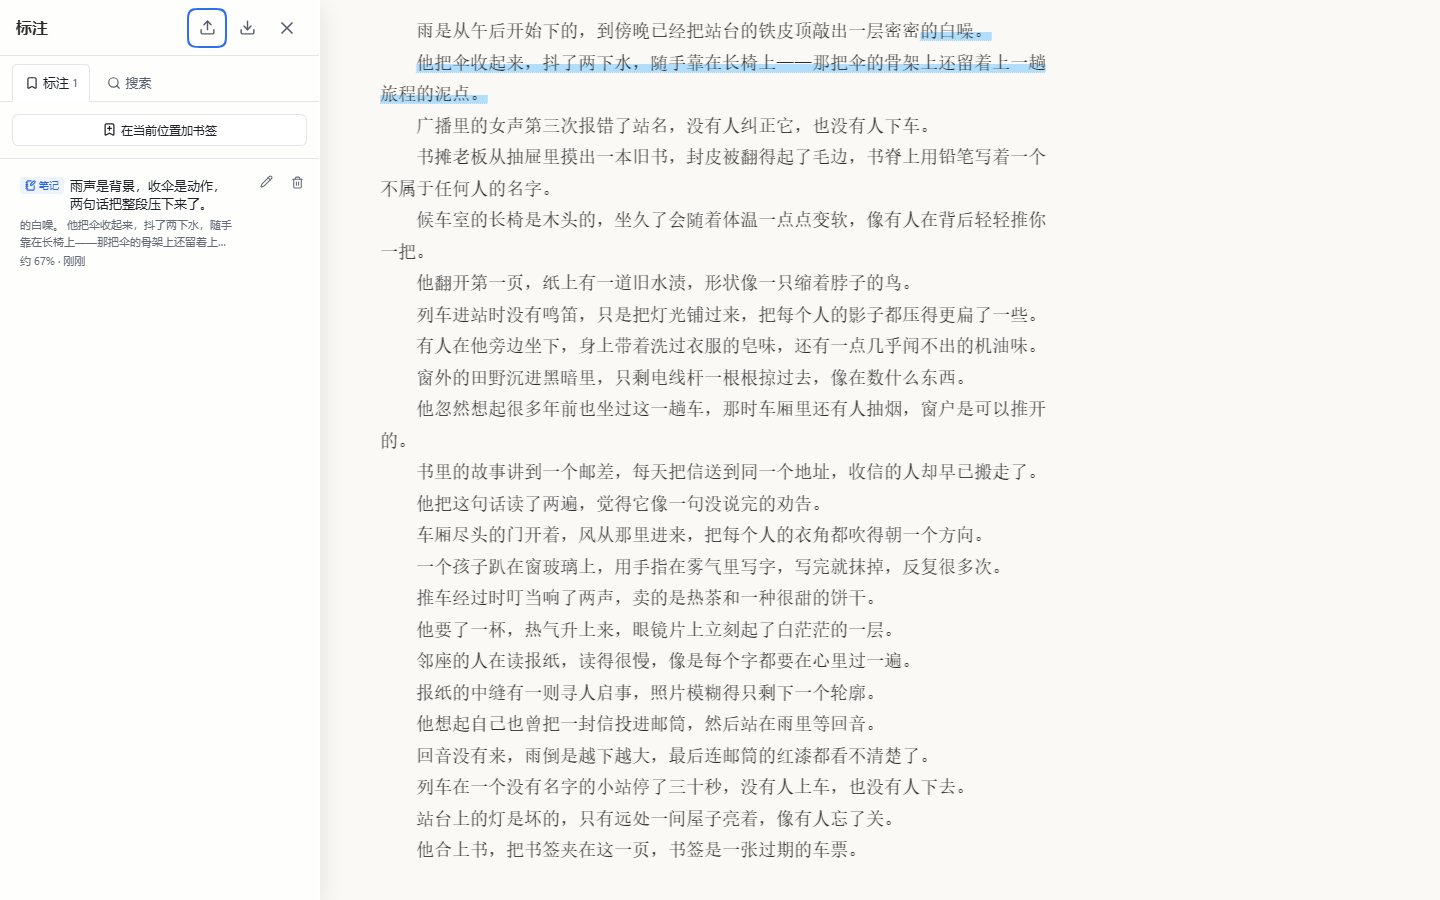 标注
标注 1
搜索
在当前位置加书签
笔记
雨声是背景，收伞是动作，
两句话把整段压下来了。
的白噪。 他把伞收起来，抖了两下水，随手
靠在长椅上——那把伞的骨架上还留着上...
约 67% · 刚刚
雨是从午后开始下的，到傍晚已经把站台的铁皮顶敲出一层密密的白噪。
他把伞收起来，抖了两下水，随手靠在长椅上——那把伞的骨架上还留着上一趟
旅程的泥点。
广播里的女声第三次报错了站名，没有人纠正它，也没有人下车。
书摊老板从抽屉里摸出一本旧书，封皮被翻得起了毛边，书脊上用铅笔写着一个
不属于任何人的名字。
候车室的长椅是木头的，坐久了会随着体温一点点变软，像有人在背后轻轻推你
一把。
他翻开第一页，纸上有一道旧水渍，形状像一只缩着脖子的鸟。
列车进站时没有鸣笛，只是把灯光铺过来，把每个人的影子都压得更扁了一些。
有人在他旁边坐下，身上带着洗过衣服的皂味，还有一点几乎闻不出的机油味。
窗外的田野沉进黑暗里，只剩电线杆一根根掠过去，像在数什么东西。
他忽然想起很多年前也坐过这一趟车，那时车厢里还有人抽烟，窗户是可以推开
的。
书里的故事讲到一个邮差，每天把信送到同一个地址，收信的人却早已搬走了。
他把这句话读了两遍，觉得它像一句没说完的劝告。
车厢尽头的门开着，风从那里进来，把每个人的衣角都吹得朝一个方向。
一个孩子趴在窗玻璃上，用手指在雾气里写字，写完就抹掉，反复很多次。
推车经过时叮当响了两声，卖的是热茶和一种很甜的饼干。
他要了一杯，热气升上来，眼镜片上立刻起了白茫茫的一层。
邻座的人在读报纸，读得很慢，像是每个字都要在心里过一遍。
报纸的中缝有一则寻人启事，照片模糊得只剩下一个轮廓。
他想起自己也曾把一封信投进邮筒，然后站在雨里等回音。
回音没有来，雨倒是越下越大，最后连邮筒的红漆都看不清楚了。
列车在一个没有名字的小站停了三十秒，没有人上车，也没有人下去。
站台上的灯是坏的，只有远处一间屋子亮着，像有人忘了关。
他合上书，把书签夹在这一页，书签是一张过期的车票。